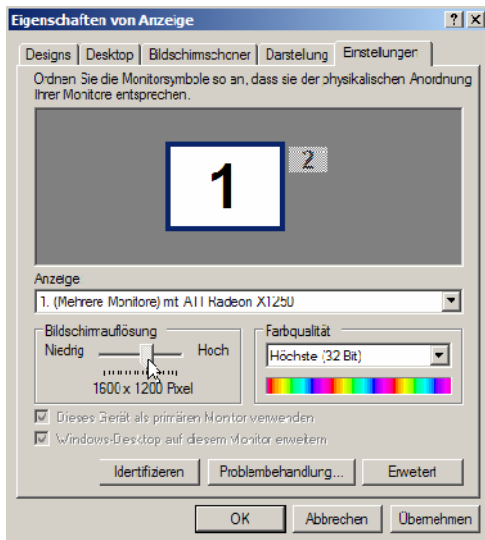 Eigenschaften von Anzeige
Designs Desktop Bildschirmschoner Darstellung Einstellungen
Ordnen Sie die Monitorsymbole so an, dass sie der physikalischen Anordnung
Ihrer Monitore entsprechen.
1 2
Anzeige
1. (Mehrere Monitore) mit ATI Radeon X1250
Bildschirmauflösung Farbqualität
Niedrig Hoch Höchste (32 Bit)
1600 x 1200 Pixel
Dieses Gerät als primären Monitor verwenden
Windows-Desktop auf diesem Monitor erweitern
Identifizieren Problembehandlung... Erweitert
OK Abbrechen Übernehmen